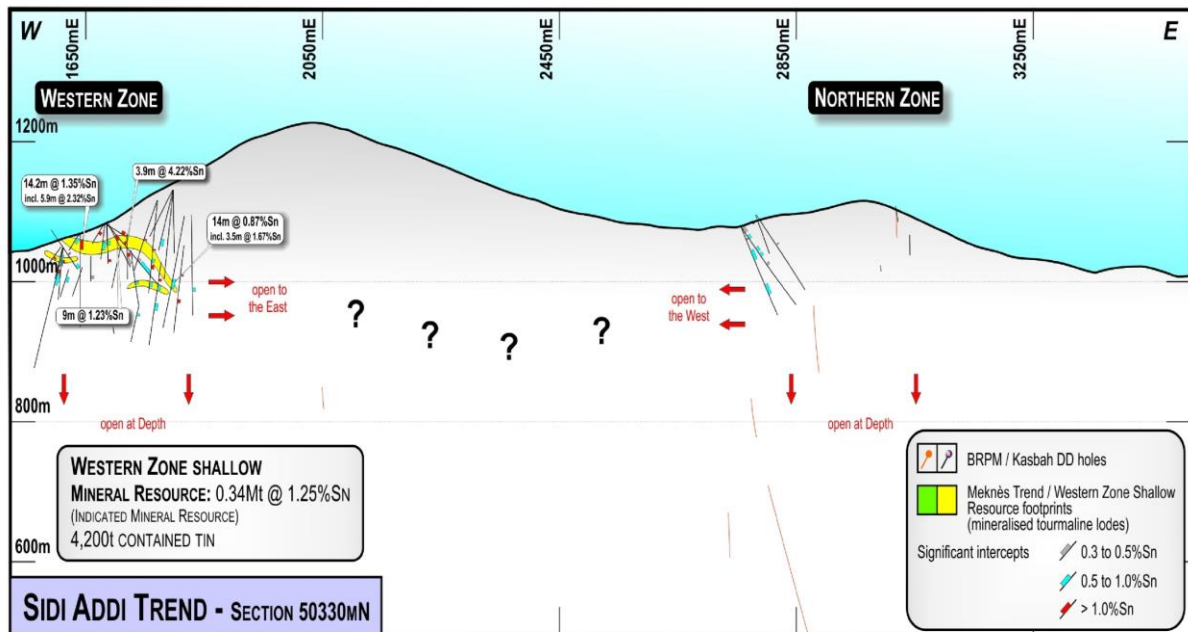 W
E
1650mE
2050mE
2450mE
2850mE
3250mE
WESTERN ZONE
NORTHERN ZONE
1200m
3.9m @ 4.22%Sn
14.2m @ 1.35%Sn
incl. 5.9m @ 2.32%Sn
14m @ 0.87%Sn
incl. 3.5m @ 1.67%Sn
1000m
open to
the East
open to
the West
9m @ 1.23%Sn
?
?
?
?
800m
open at Depth
open at Depth
WESTERN ZONE SHALLOW
MINERAL RESOURCE: 0.34Mt @ 1.25%SN
(INDICATED MINERAL RESOURCE)
4,200t CONTAINED TIN
600m
BRPM / Kasbah DD holes
Meknès Trend / Western Zone Shallow
Resource footprints
(mineralised tourmaline lodes)
Significant intercepts
0.3 to 0.5%Sn
0.5 to 1.0%Sn
> 1.0%Sn
SIDI ADDI TREND - SECTION 50330MN